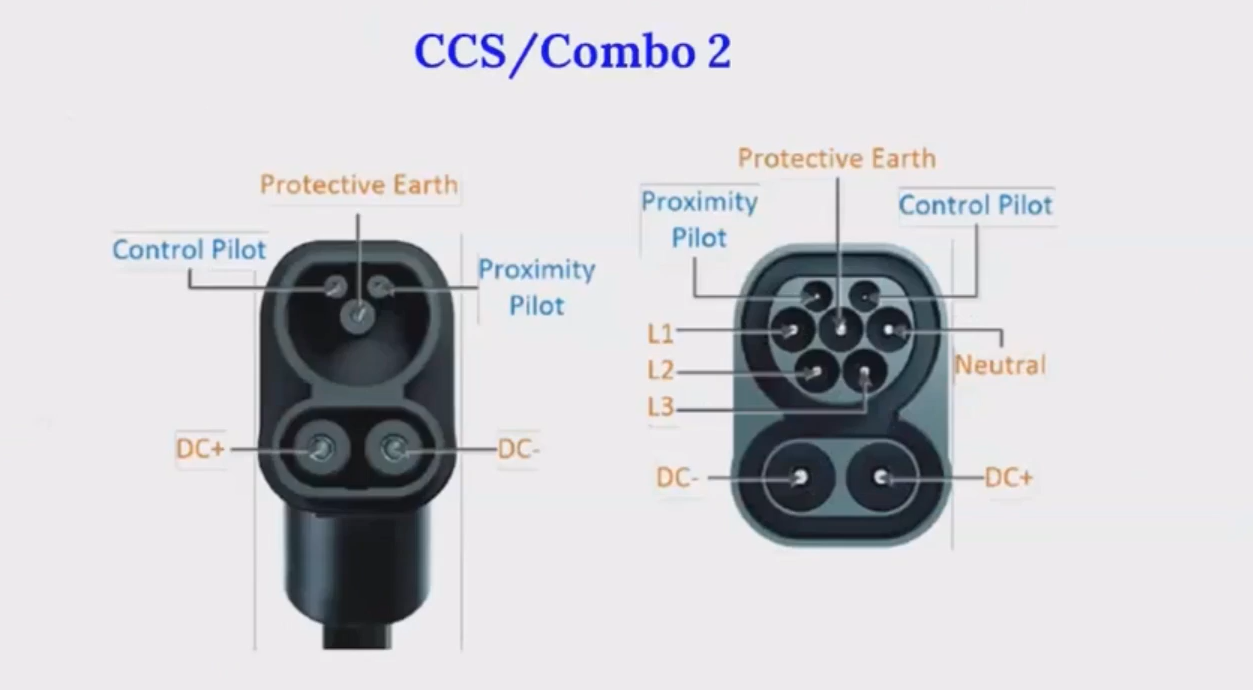 CCS/Combo 2
Protective Earth
Control Pilot
Proximity
Pilot
DC+
DC-
Protective Earth
Proximity
Pilot
Control Pilot
L1
L2
L3
Neutral
DC-
DC+